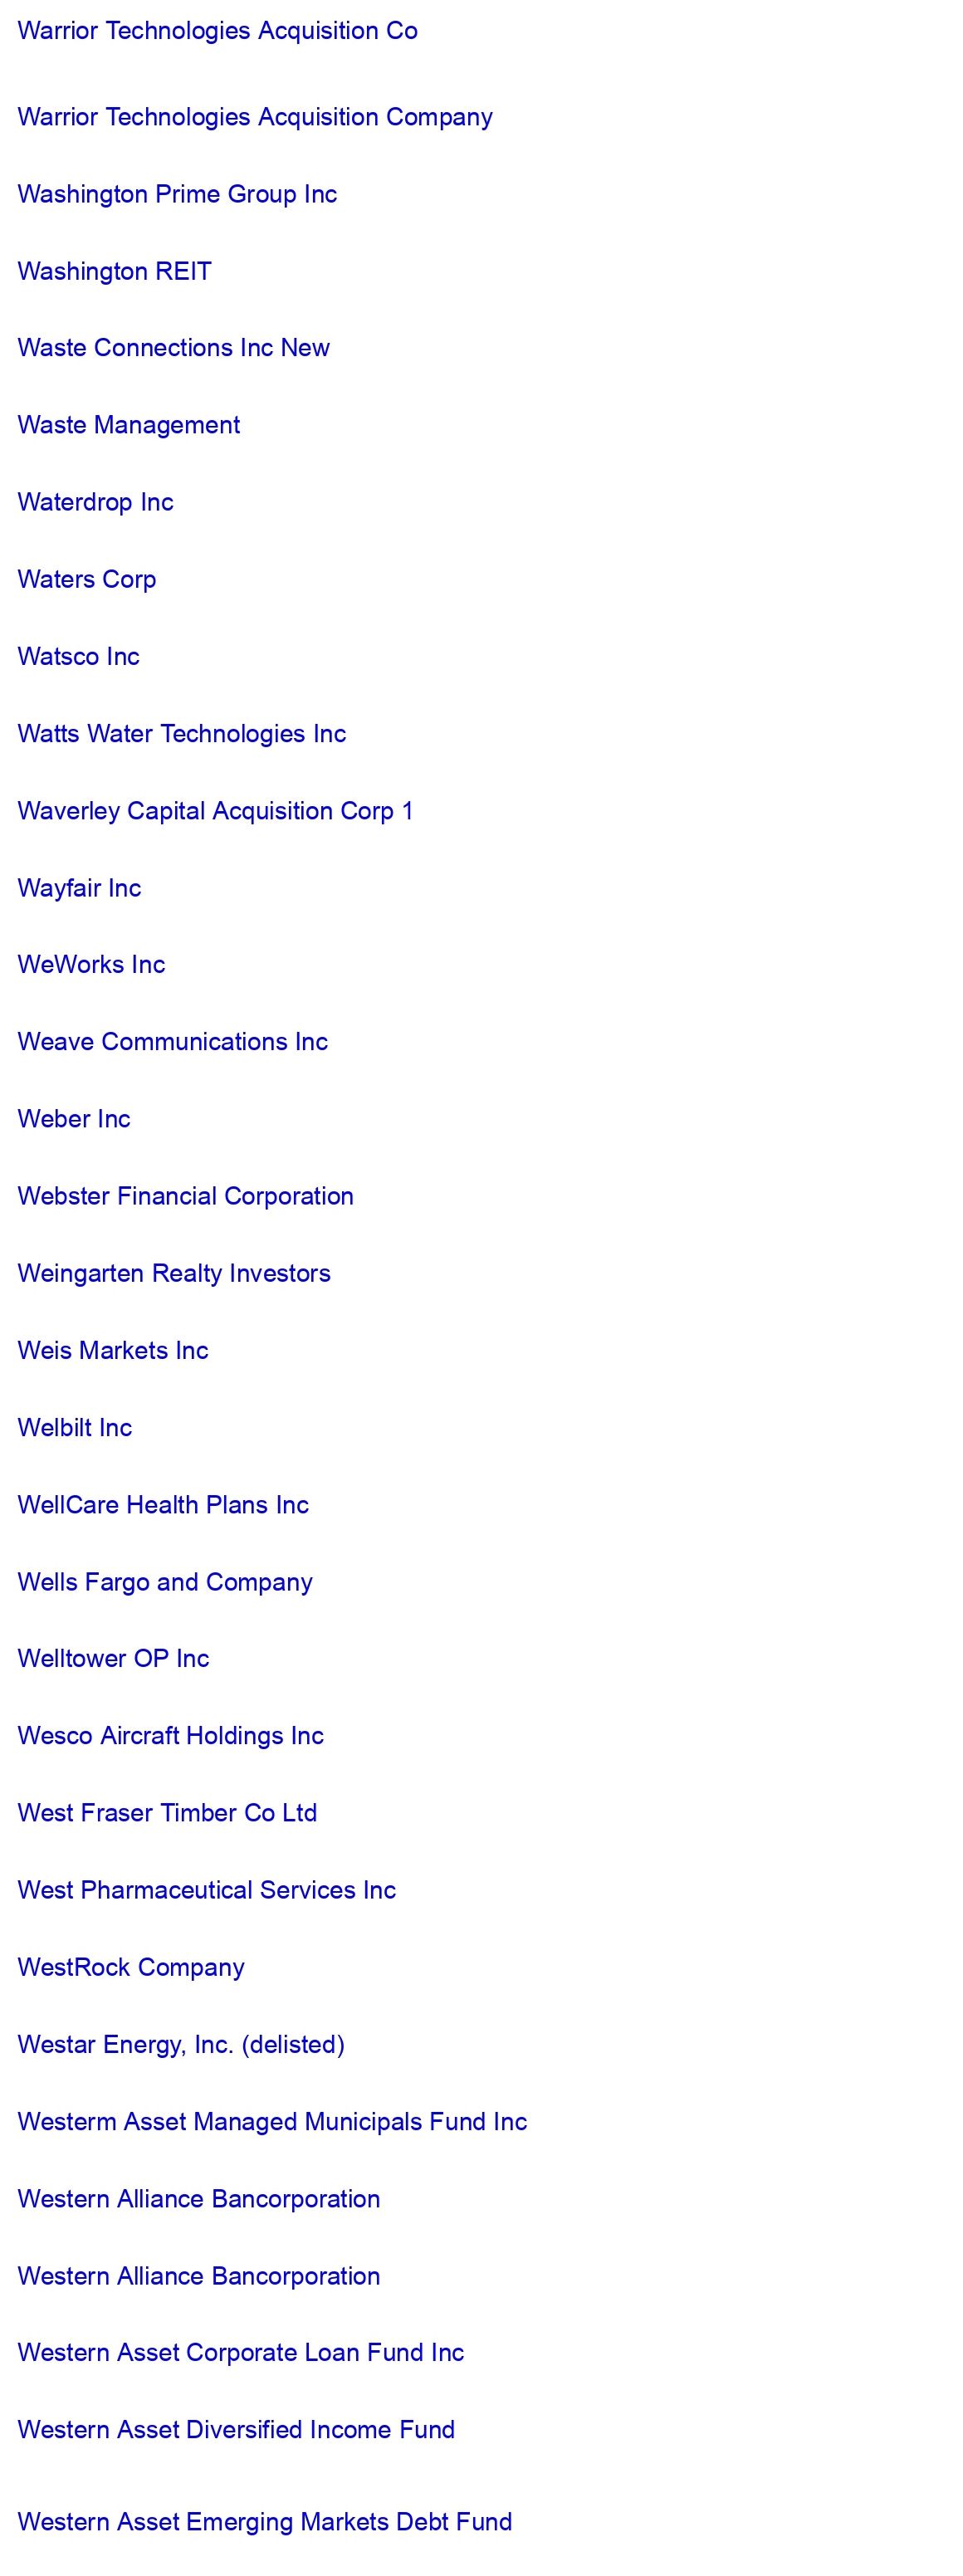 Warrior Technologies Acquisition Co
Warrior Technologies Acquisition Company
Washington Prime Group Inc
Washington REIT
Waste Connections Inc New
Waste Management
Waterdrop Inc
Waters Corp
Watsco Inc
Watts Water Technologies Inc
Waverley Capital Acquisition Corp 1
Wayfair Inc
WeWorks Inc
Weave Communications Inc
Weber Inc
Webster Financial Corporation
Weingarten Realty Investors
Weis Markets Inc
Welbilt Inc
WellCare Health Plans Inc
Wells Fargo and Company
Welltower OP Inc
Wesco Aircraft Holdings Inc
West Fraser Timber Co Ltd
West Pharmaceutical Services Inc
WestRock Company
Westar Energy, Inc. (delisted)
Westerm Asset Managed Municipals Fund Inc
Western Alliance Bancorporation
Western Alliance Bancorporation
Western Asset Corporate Loan Fund Inc
Western Asset Diversified Income Fund
Western Asset Emerging Markets Debt Fund